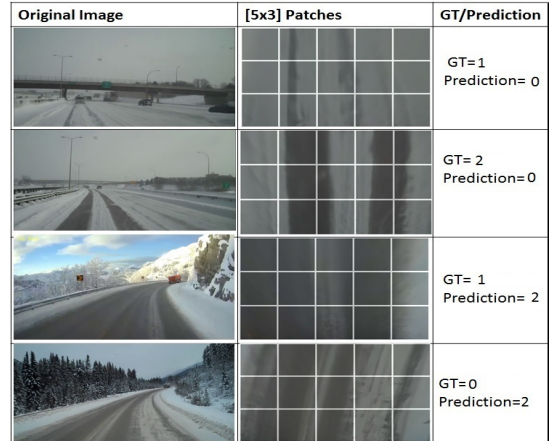 Original Image
[5x3] Patches
GT/Prediction
GT=1
Prediction= 0
GT= 2
Prediction=0
GT= 1
Prediction= 2
GT=0
Prediction=2